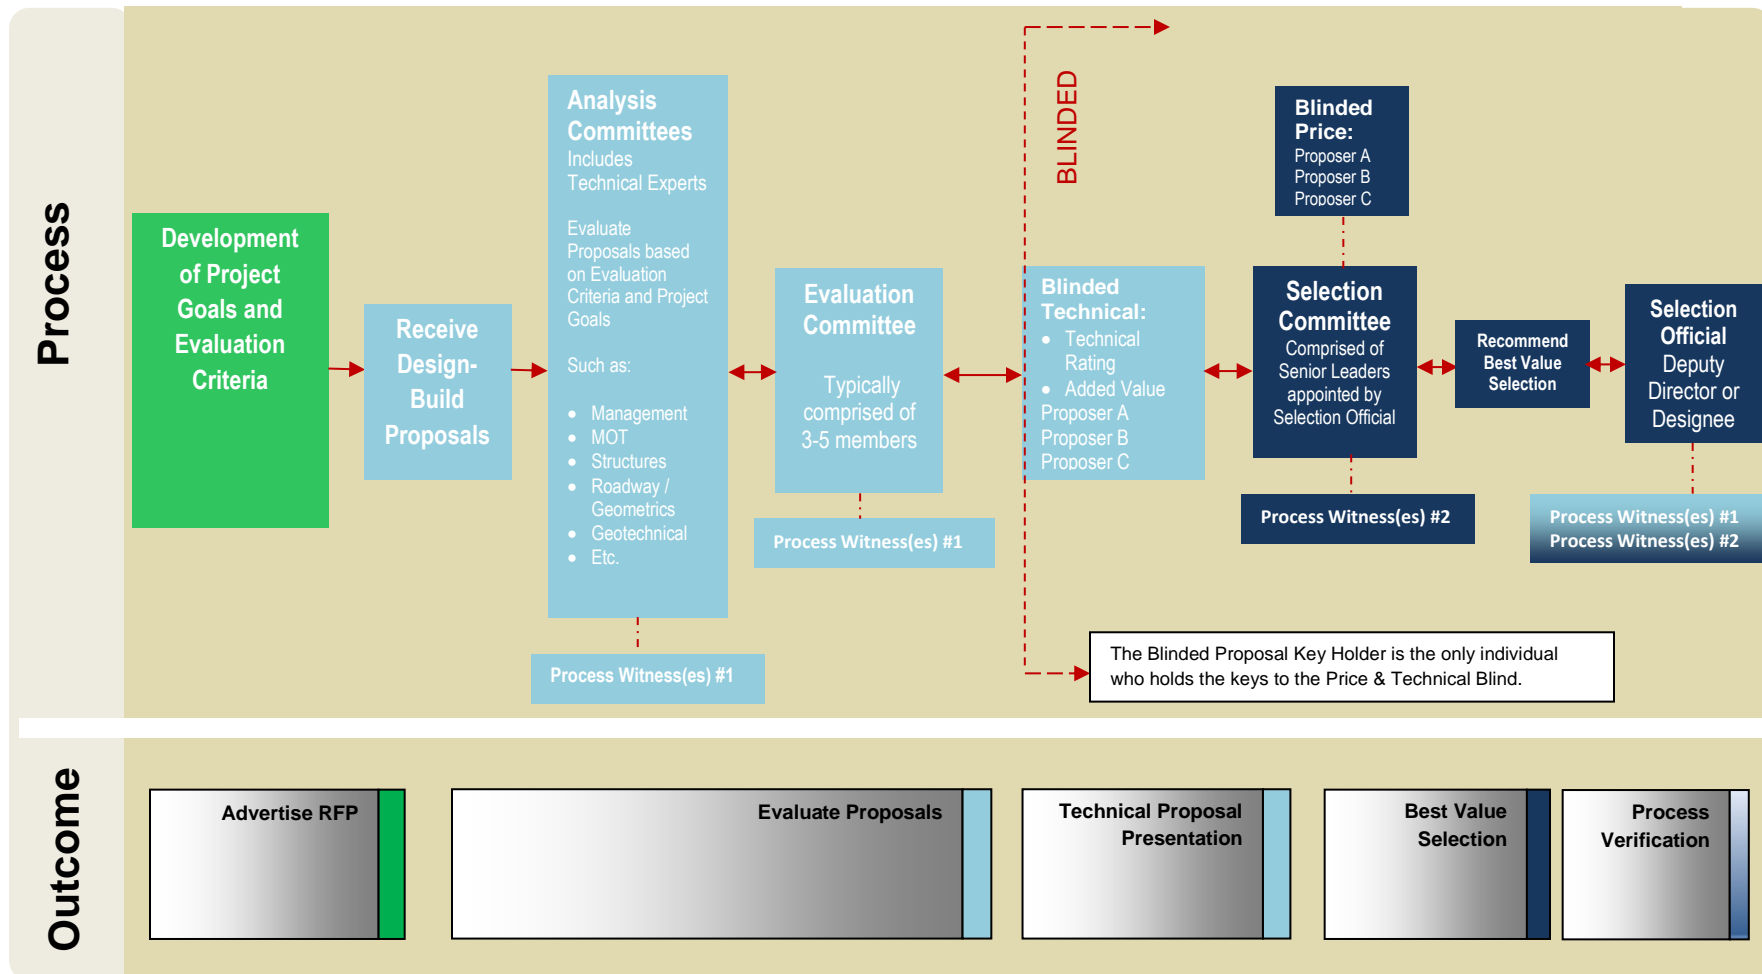 Process
Development
of Project
Goals and
Evaluation
Criteria
Receive
Design-
Build
Proposals
Analysis
Committees
Includes
Technical Experts
Evaluate
Proposals based
on Evaluation
Criteria and Project
Goals
Such as:
• Management
• MOT
• Structures
• Roadway /
Geometrics
• Geotechnical
• Etc.
Process Witness(es) #1
Evaluation
Committee
Typically
comprised of
3-5 members
Process Witness(es) #1
BLINDED
Blinded
Technical:
• Technical
Rating
• Added Value
Proposer A
Proposer B
Proposer C
Blinded
Price:
Proposer A
Proposer B
Proposer C
Selection
Committee
Comprised of
Senior Leaders
appointed by
Selection Official
Process Witness(es) #2
Recommend
Best Value
Selection
Selection
Official
Deputy
Director or
Designee
Process Witness(es) #1
Process Witness(es) #2
The Blinded Proposal Key Holder is the only individual
who holds the keys to the Price & Technical Blind.
Outcome
Advertise RFP
Evaluate Proposals
Technical Proposal
Presentation
Best Value
Selection
Process
Verification